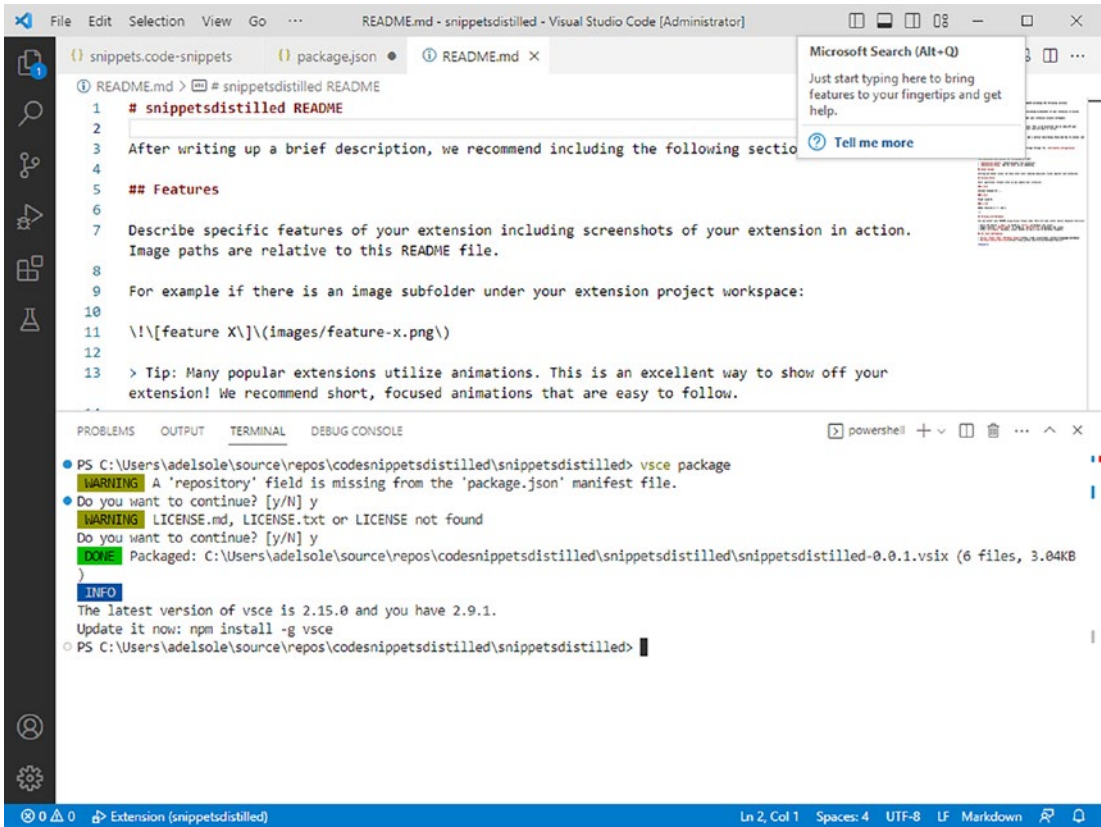 File Edit Selection View Go ··· README.md - snippetsdistilled - Visual Studio Code [Administrator]
{} snippets.code-snippets {} package.json ● README.md ×
README.md > # snippetsdistilled README
Microsoft Search (Alt+Q)
Just start typing here to bring
features to your fingertips and get
help.
Tell me more
1 # snippetsdistilled README
2
3 After writing up a brief description, we recommend including the following sectio
4
5 ## Features
6
7 Describe specific features of your extension including screenshots of your extension in action.
Image paths are relative to this README file.
8
9 For example if there is an image subfolder under your extension project workspace:
10
11 \!\[feature X\]\(images/feature-x.png\)
12
13 > Tip: Many popular extensions utilize animations. This is an excellent way to show off your
extension! We recommend short, focused animations that are easy to follow.
PROBLEMS OUTPUT TERMINAL DEBUG CONSOLE powershell
PS C:\Users\adelsole\source\repos\codesnippetsdistilled\snippetsdistilled> vsce package
WARNING A 'repository' field is missing from the 'package.json' manifest file.
Do you want to continue? [y/N] y
WARNING LICENSE.md, LICENSE.txt or LICENSE not found
Do you want to continue? [y/N] y
DONE Packaged: C:\Users\adelsole\source\repos\codesnippetsdistilled\snippetsdistilled\snippetsdistilled-0.0.1.vsix (6 files, 3.04KB
)
INFO
The latest version of vsce is 2.15.0 and you have 2.9.1.
Update it now: npm install -g vsce
PS C:\Users\adelsole\source\repos\codesnippetsdistilled\snippetsdistilled>
0 0 Extension (snippetsdistilled) Ln 2, Col 1 Spaces: 4 UTF-8 LF Markdown